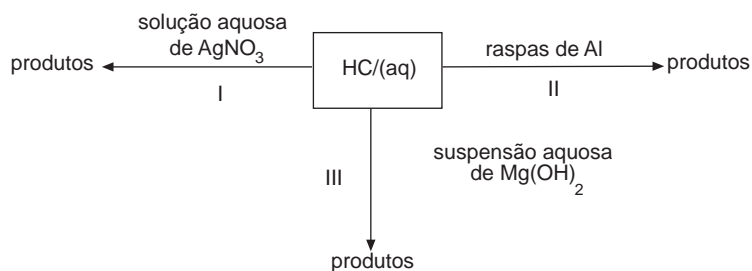 solução aquosa
de AgNO3
produtos
I
HC/(aq)
raspas de Al
II
produtos
III
suspensão aquosa
de Mg(OH)2
produtos